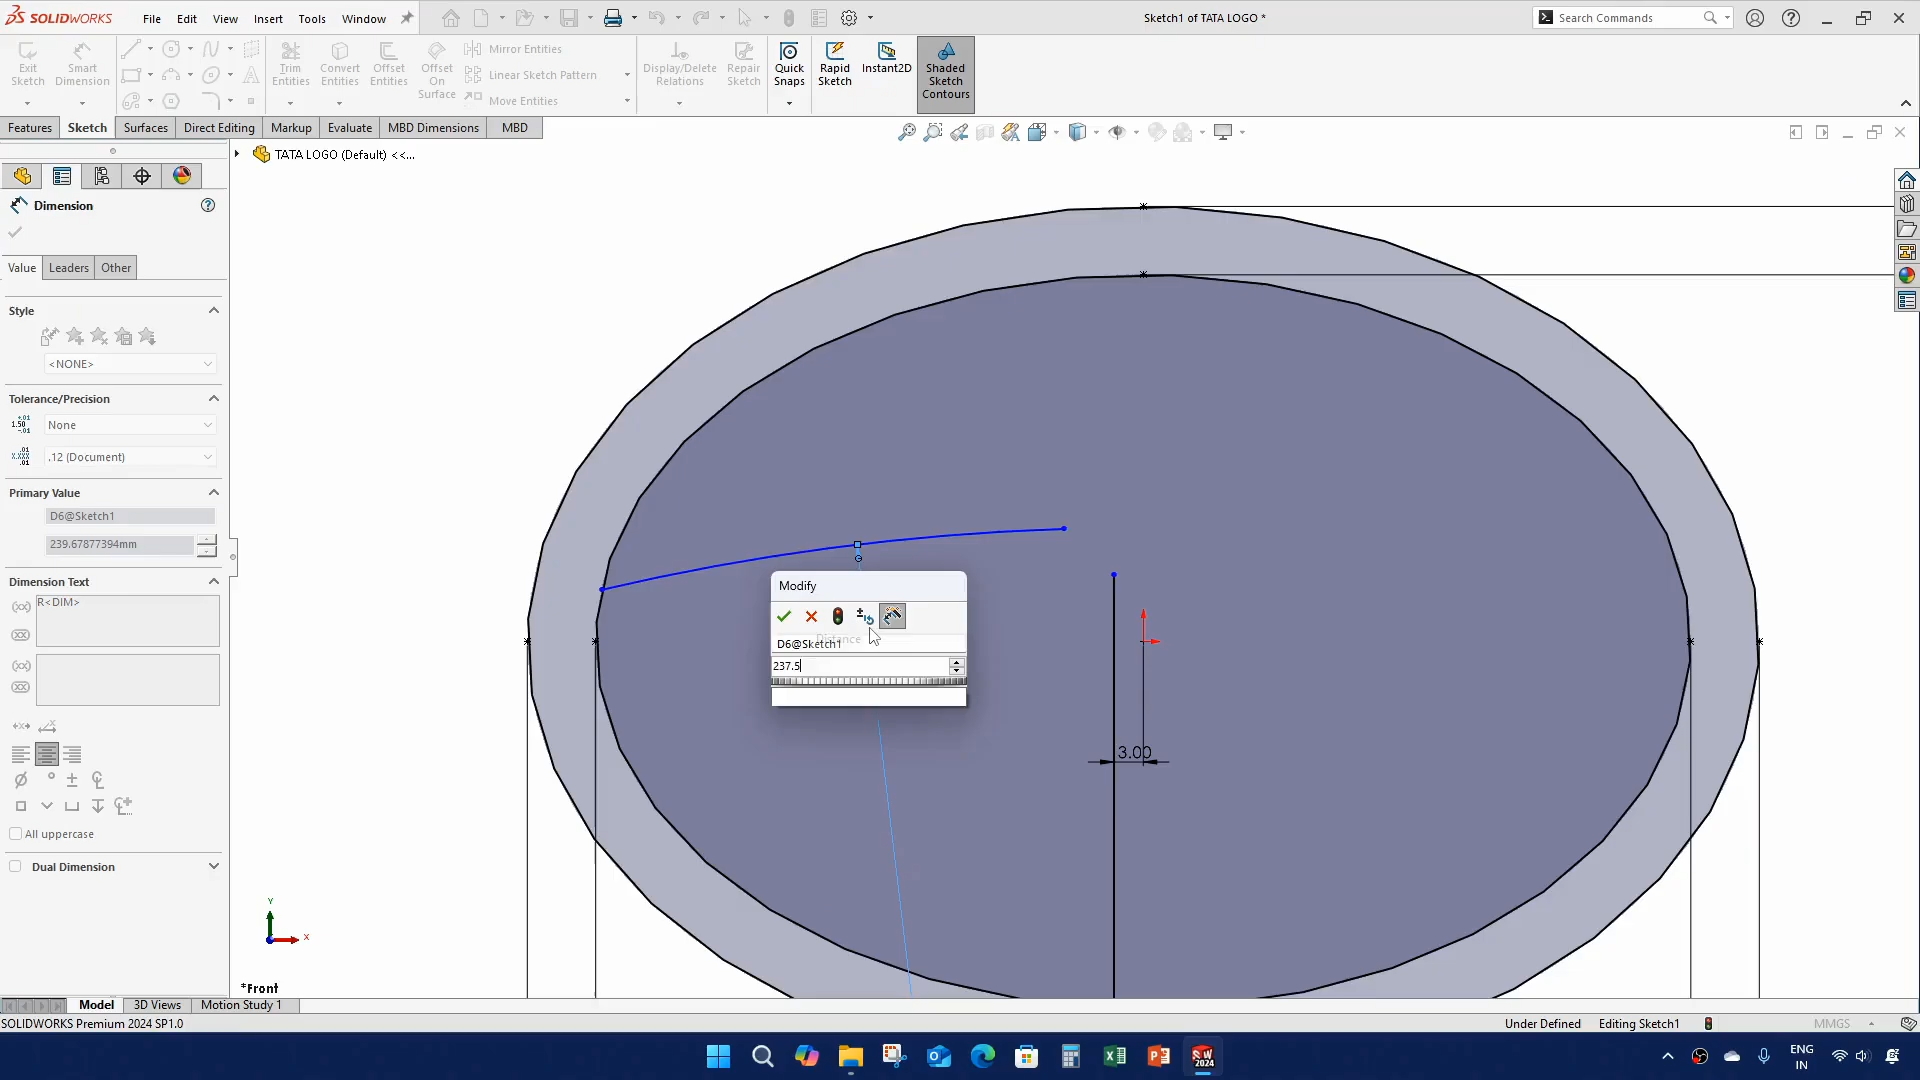 SOLIDWORKS
File
Edit
View
Insert
Tools
Window
Sketch1 of TATA LOGO *
Search Commands
Exit
Sketch
Smart
Dimension
Trim
Entities
Convert
Entities
Offset
Entities
Offset
On
Surface
Mirror Entities
Linear Sketch Pattern
Move Entities
Display/Delete
Relations
Repair
Sketch
Quick
Snaps
Rapid
Sketch
Instant2D
Shaded
Sketch
Contours
Features
Sketch
Surfaces
Direct Editing
Markup
Evaluate
MBD Dimensions
MBD
TATA LOGO (Default) <<...
Dimension
Value
Leaders
Other
Style
<NONE>
Tolerance/Precision
None
.12 (Document)
Primary Value
D6@Sketch1
239.67877394mm
Dimension Text
R<DIM>
All uppercase
Dual Dimension
Modify
Distance
D6@Sketch1
237.5
3.00
Y
X
*Front
Model
3D Views
Motion Study 1
SOLIDWORKS Premium 2024 SP1.0
Under Defined
Editing Sketch1
MMGS
ENG
IN